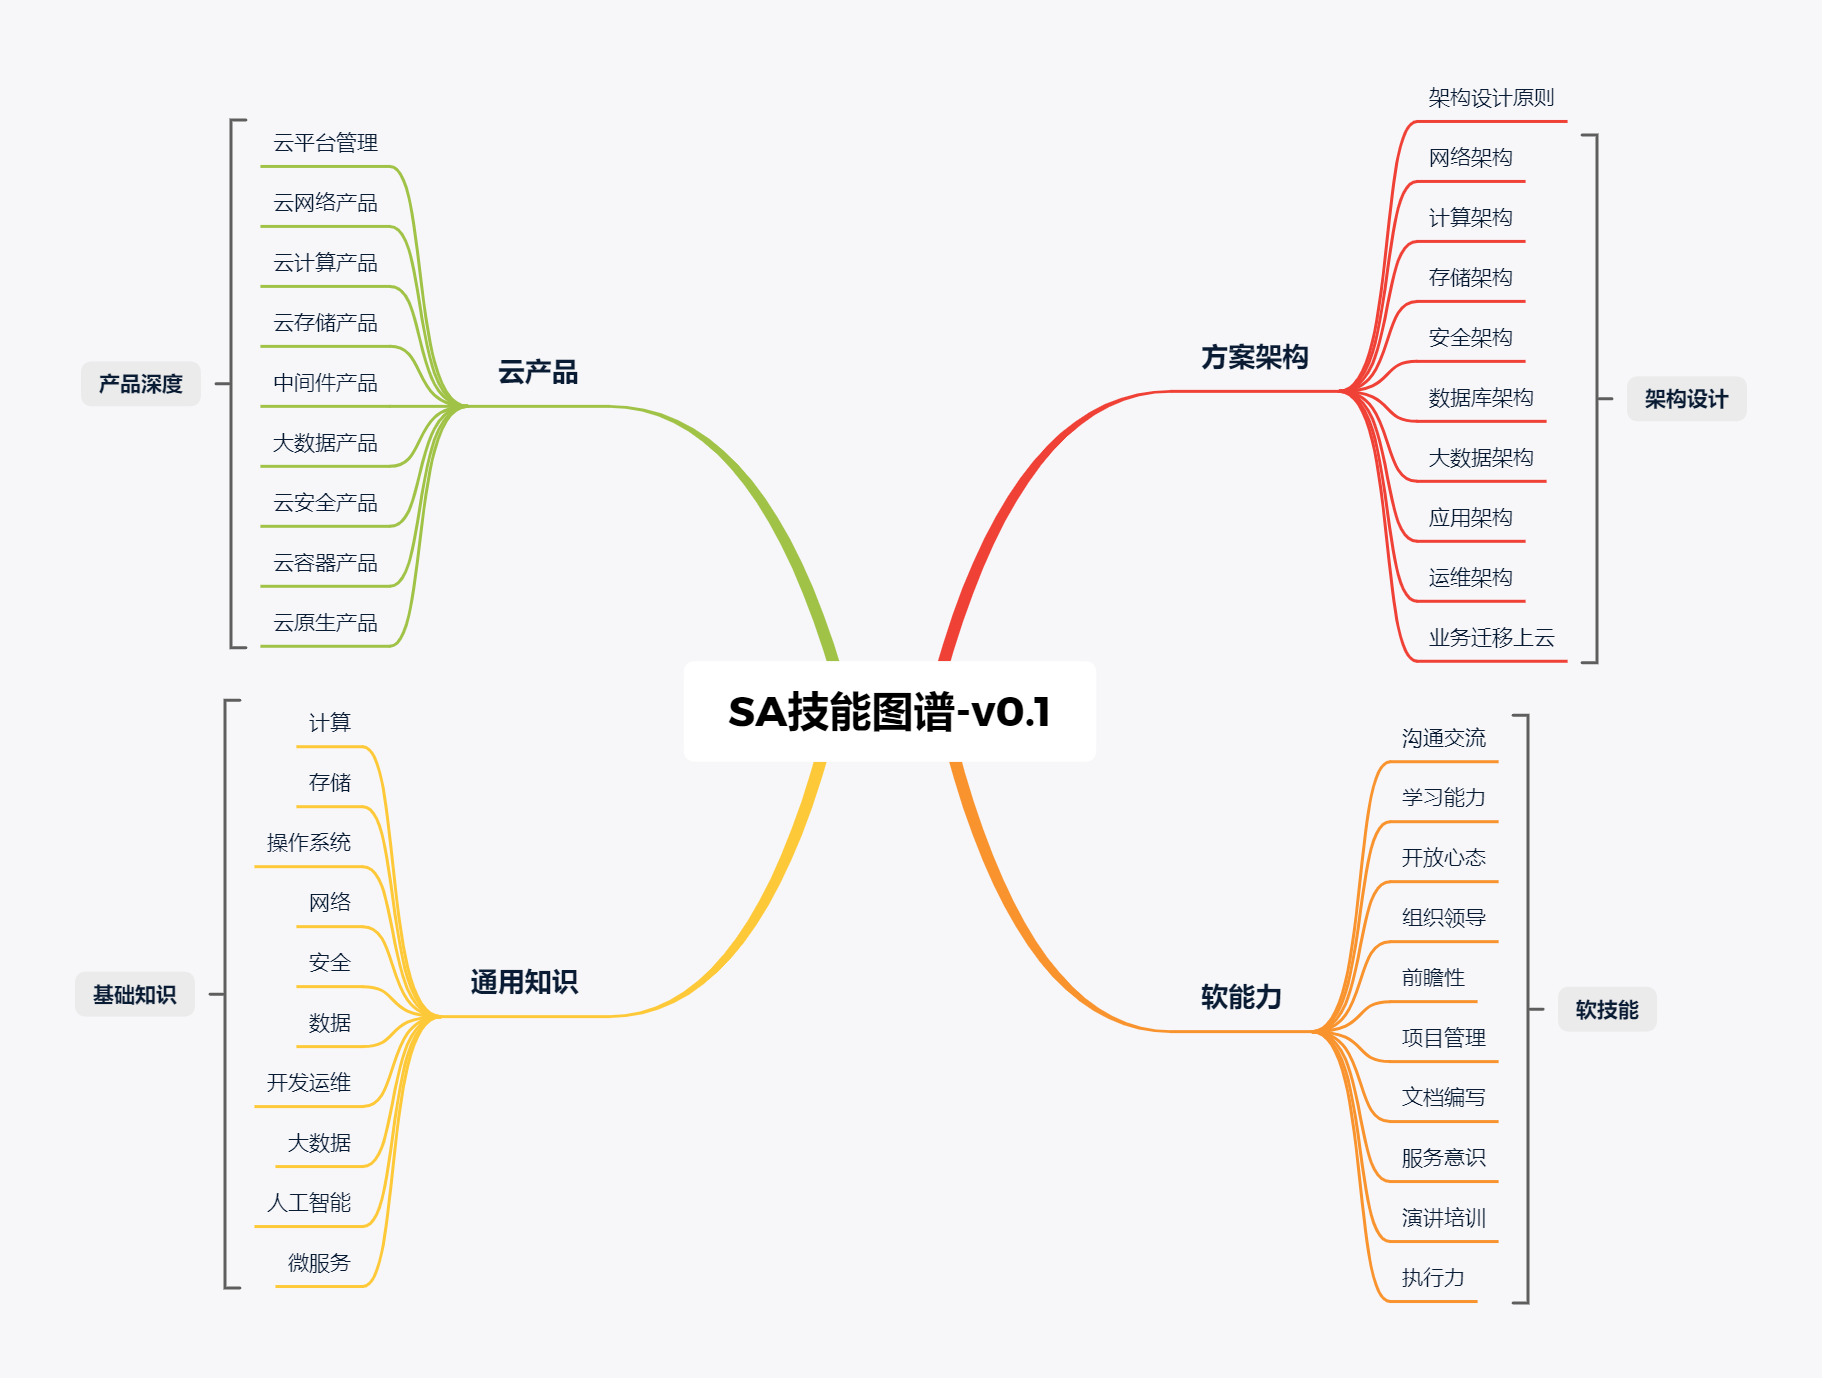 SA技能图谱-v0.1
方案架构
架构设计原则
网络架构
计算架构
存储架构
安全架构
数据库架构
大数据架构
应用架构
运维架构
业务迁移上云
架构设计
软能力
沟通交流
学习能力
开放心态
组织领导
前瞻性
项目管理
文档编写
服务意识
演讲培训
执行力
软技能
云产品
云平台管理
云网络产品
云计算产品
云存储产品
中间件产品
大数据产品
云安全产品
云容器产品
云原生产品
产品深度
通用知识
计算
存储
操作系统
网络
安全
数据
开发运维
大数据
人工智能
微服务
基础知识